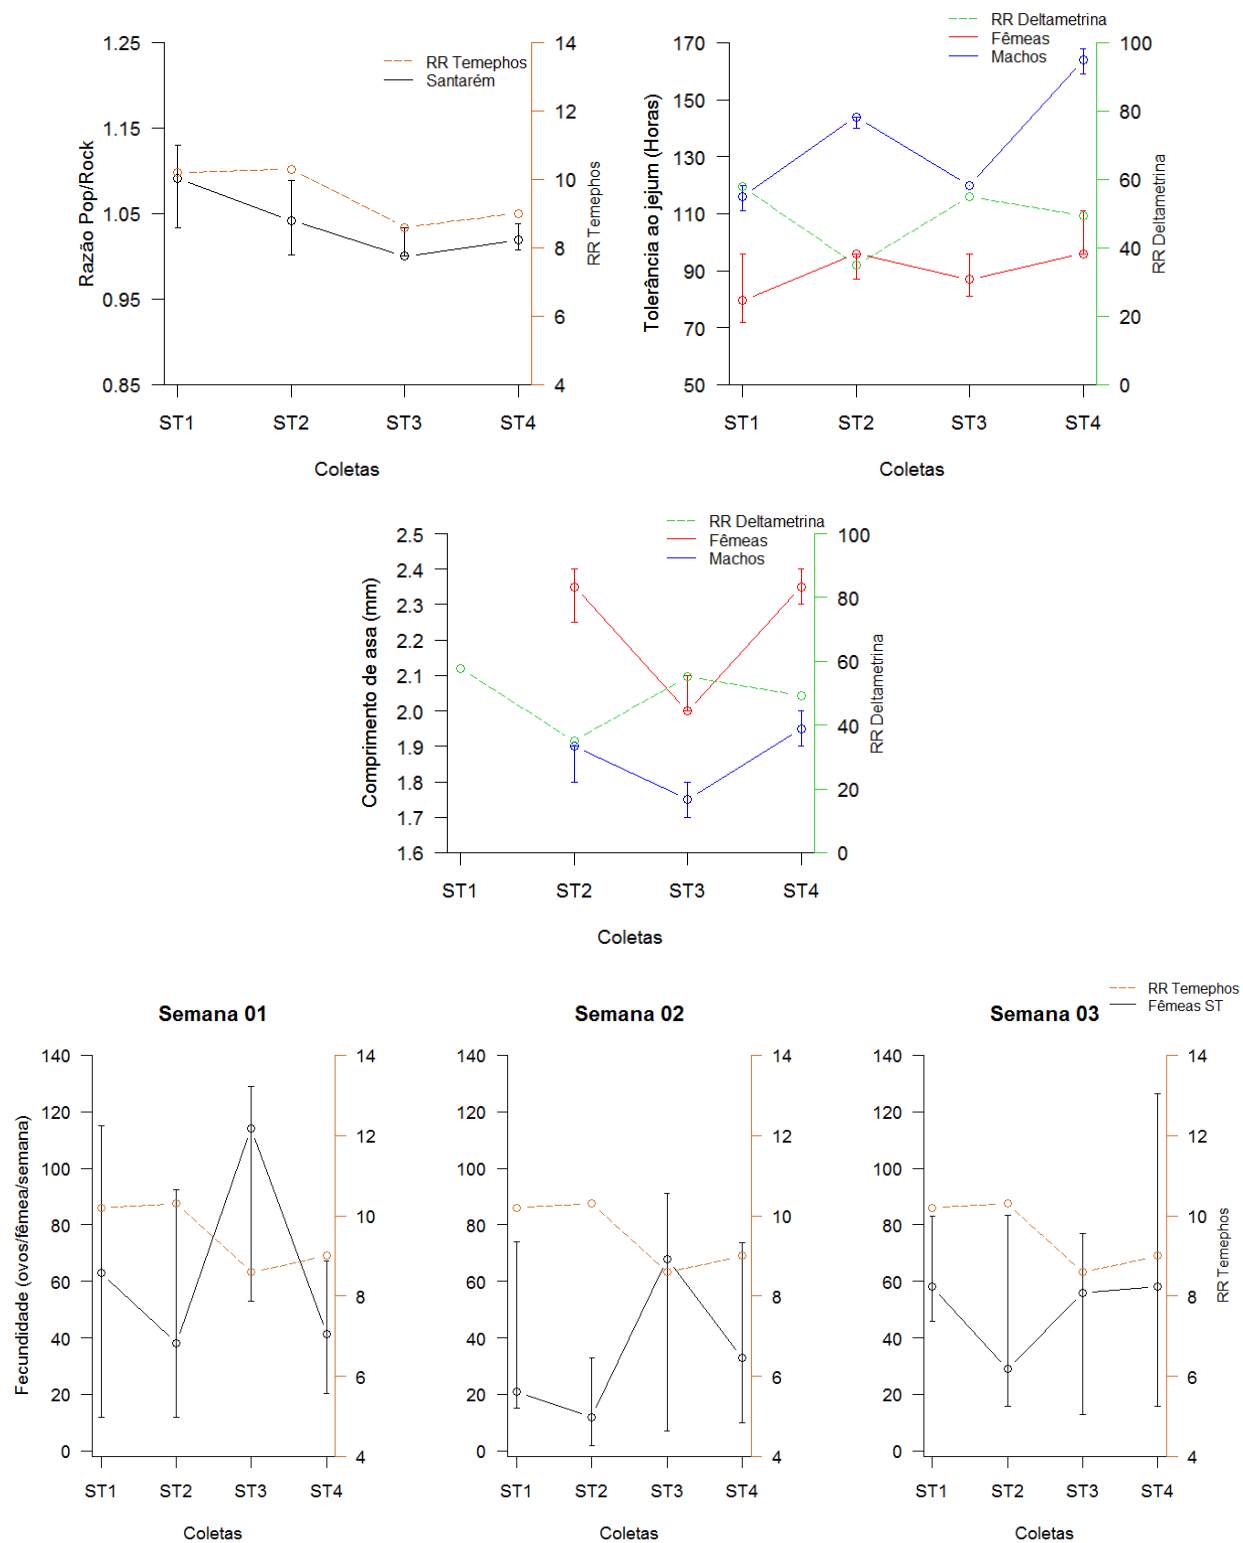 RR Temephos
Santarém
Razão Pop/Rock
1.25
1.15
1.05
0.95
0.85
14
12
10
8
6
4
RR Temephos
ST1 ST2 ST3 ST4
Coletas
RR Deltametrina
Fêmeas
Machos
Tolerância ao jejum (Horas)
170
150
130
110
90
70
50
100
80
60
40
20
0
RR Deltametrina
ST1 ST2 ST3 ST4
Coletas
RR Deltametrina
Fêmeas
Machos
Comprimento de asa (mm)
2.5
2.4
2.3
2.2
2.1
2.0
1.9
1.8
1.7
1.6
100
80
60
40
20
0
RR Deltametrina
ST1 ST2 ST3 ST4
Coletas
RR Temephos
Fêmeas ST
Semana 01
Fecundidade (ovos/fêmea/semana)
140
120
100
80
60
40
20
0
14
12
10
8
6
4
ST1 ST2 ST3 ST4
Coletas
Semana 02
140
120
100
80
60
40
20
0
14
12
10
8
6
4
ST1 ST2 ST3 ST4
Coletas
Semana 03
140
120
100
80
60
40
20
0
14
12
10
8
6
4
RR Temephos
ST1 ST2 ST3 ST4
Coletas